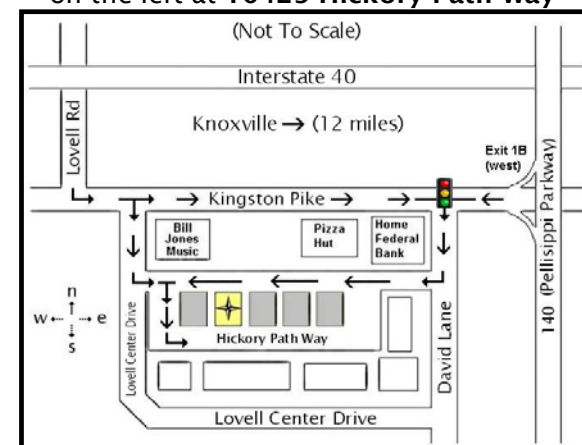 on the left at 10425 Hickory Path Way
(Not To Scale)
Interstate 40
Knoxville → (12 miles)
Lovell Rd
Exit 1B
(west)
Kingston Pike
140 (Pellisippi Parkway)
Bill
Jones
Music
Pizza
Hut
Home
Federal
Bank
n
w
e
s
Lovell Center Drive
Hickory Path Way
David Lane
Lovell Center Drive